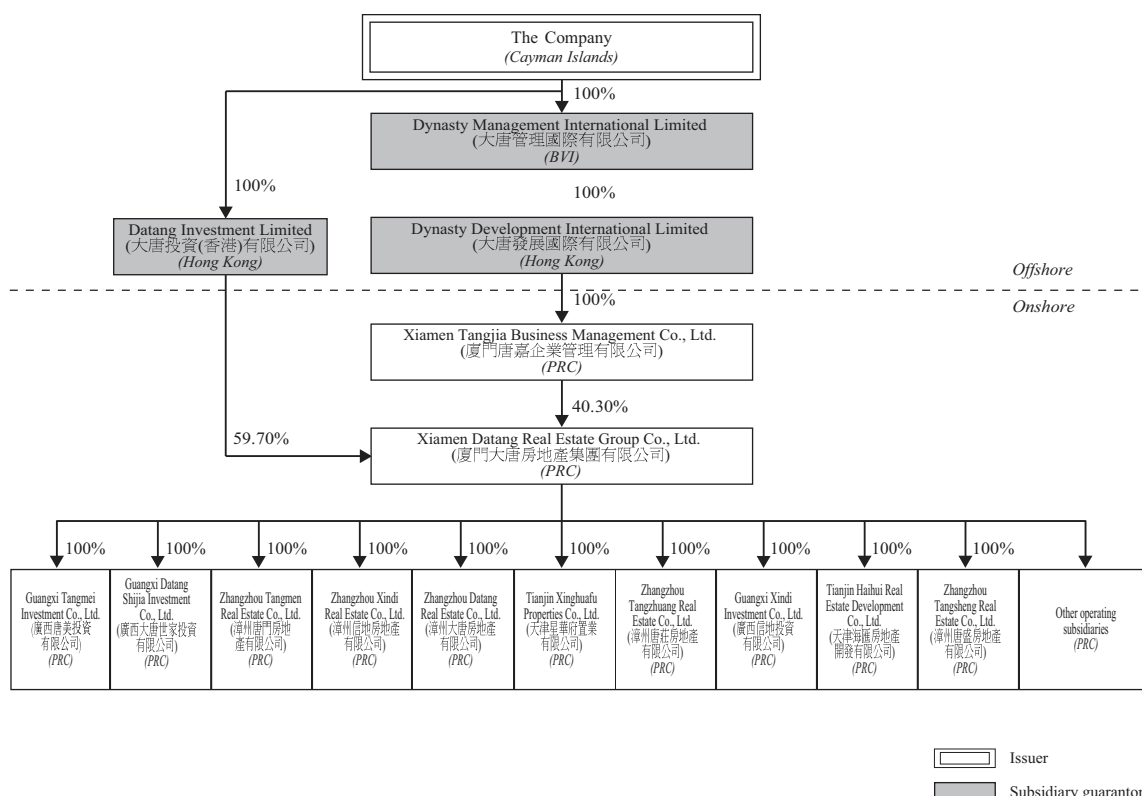 The Company
(Cayman Islands)
100%
Dynasty Management International Limited
(大唐管理國際有限公司)
(BVI)
100%
100%
Datang Investment Limited
(大唐投資(香港)有限公司)
(Hong Kong)
Dynasty Development International Limited
(大唐發展國際有限公司)
(Hong Kong)
Offshore
Onshore
100%
Xiamen Tangjia Business Management Co., Ltd.
(廈門唐嘉企業管理有限公司)
(PRC)
40.30%
59.70%
Xiamen Datang Real Estate Group Co., Ltd.
(廈門大唐房地產集團有限公司)
(PRC)
100%
100%
100%
100%
100%
100%
100%
100%
100%
100%
Guangxi Tangmei
Investment Co., Ltd.
(廣西唐美投資
有限公司)
(PRC)
Guangxi Datang
Shijia Investment
Co., Ltd.
(廣西大唐世家投資
有限公司)
(PRC)
Zhangzhou Tangmen
Real Estate Co., Ltd.
(漳州唐門房地
產有限公司)
(PRC)
Zhangzhou Xindi
Real Estate Co., Ltd.
(漳州信地房地產
有限公司)
(PRC)
Zhangzhou Datang
Real Estate Co., Ltd.
(漳州大唐房地產
有限公司)
(PRC)
Tianjin Xinghuafu
Properties Co., Ltd.
(天津星華府置業
有限公司)
(PRC)
Zhangzhou
Tangzhuang Real
Estate Co., Ltd.
(漳州唐莊房地產
有限公司)
(PRC)
Guangxi Xindi
Investment Co., Ltd.
(廣西信地投資
有限公司)
(PRC)
Tianjin Haihui Real
Estate Development
Co., Ltd.
(天津海匯房地產
開發有限公司)
(PRC)
Zhangzhou
Tangsheng Real
Estate Co., Ltd.
(漳州唐盛房地產
有限公司)
(PRC)
Other operating
subsidiaries
(PRC)
Issuer
Subsidiary guarantor